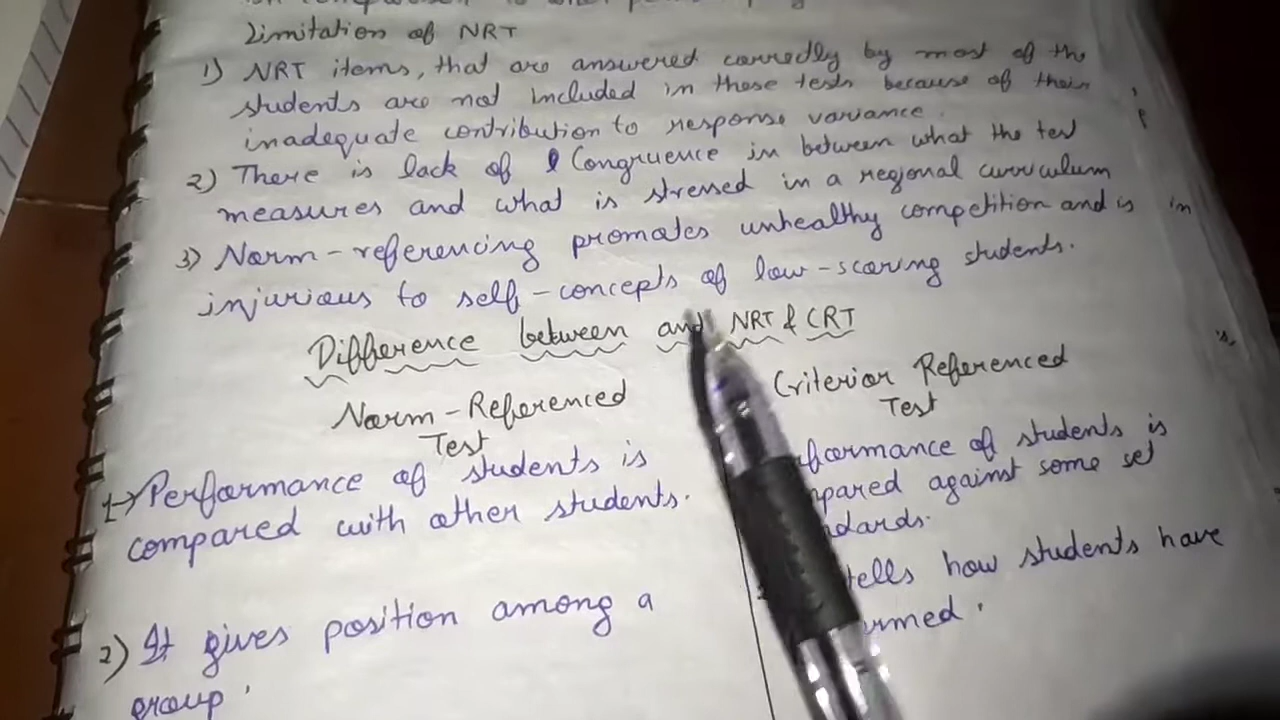 Limitation of NRT
1) NRT items, that are answered correctly by most of the
students are not included in these tests because of their
inadequate contribution to response variance.
2) There is lack of Congruence in between what the test
measures and what is stressed in a regional curriculum
3) Norm-referencing promotes unhealthy competition and is in
injurious to self-concepts of low-scoring students.
Difference between and NRT & CRT
Norm-Referenced
Test
Criterior Referenced
Test
1→ Performance of students is
compared with other students.
2) It gives position among a
group.
of students is
against some set
tells how students have